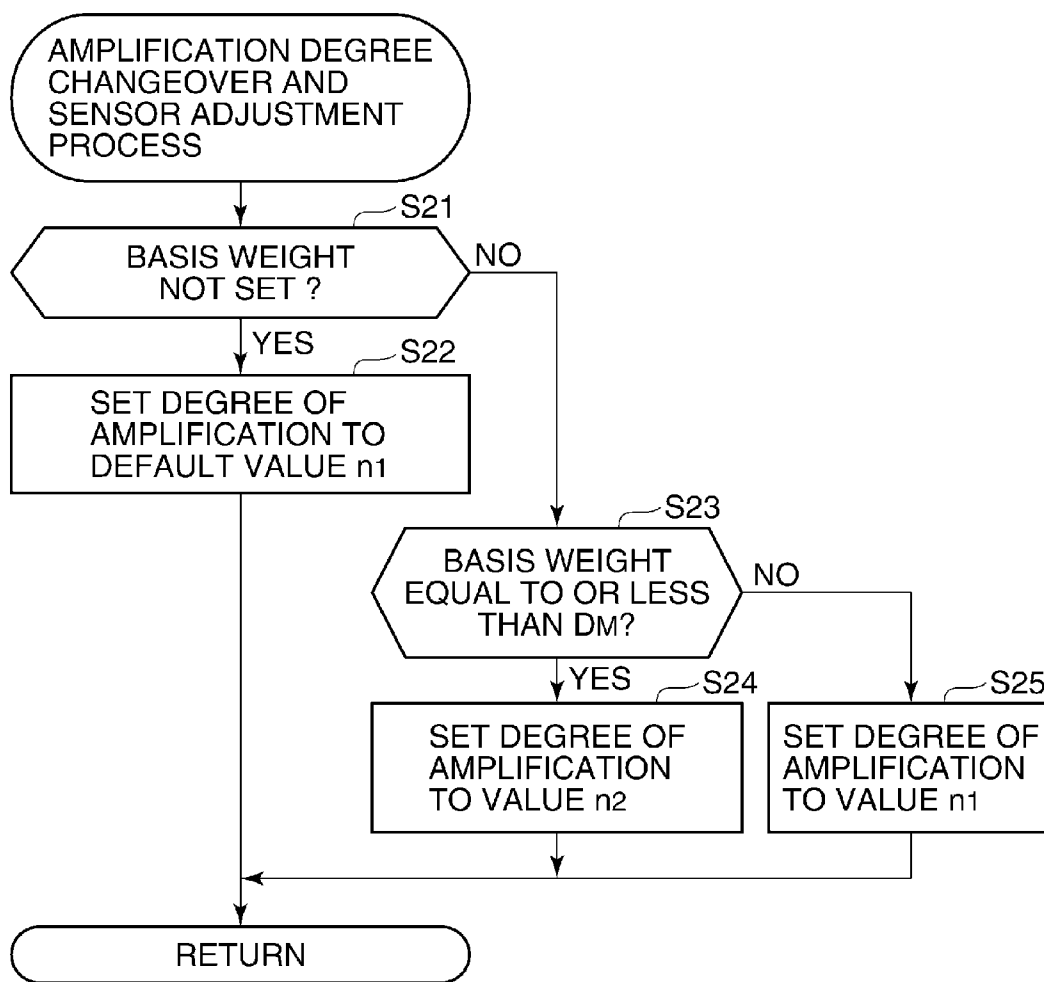 AMPLIFICATION DEGREE
CHANGEOVER AND
SENSOR ADJUSTMENT
PROCESS
S21
BASIS WEIGHT
NOT SET ?
NO
YES
S22
SET DEGREE OF
AMPLIFICATION TO
DEFAULT VALUE n1
S23
BASIS WEIGHT
EQUAL TO OR LESS
THAN DM?
NO
YES
S24
SET DEGREE OF
AMPLIFICATION
TO VALUE n2
S25
SET DEGREE OF
AMPLIFICATION
TO VALUE n1
RETURN